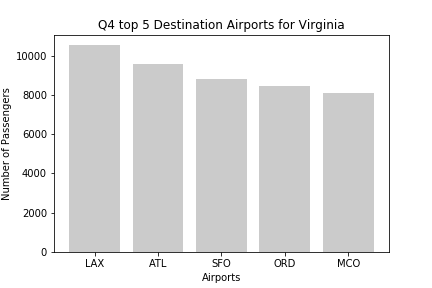 Q4 top 5 Destination Airports for Virginia
Number of Passengers
10000
8000
6000
4000
2000
0
LAX ATL SFO ORD MCO
Airports